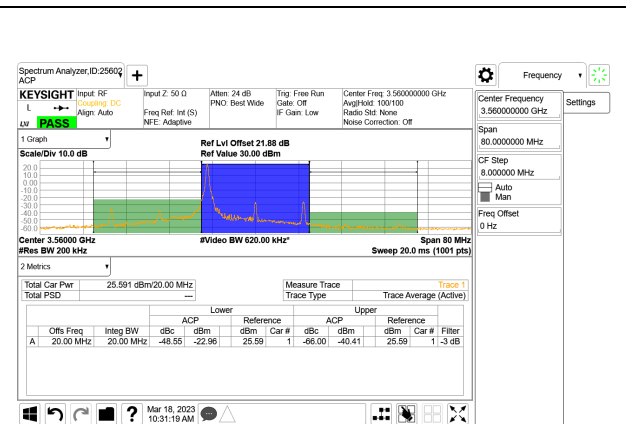 Spectrum Analyzer,ID:25602
ACP
Frequency
KEYSIGHT Input: RF Input Z: 50 Ω Atten: 24 dB Trig: Free Run Center Freq: 3.560000000 GHz
L Coupling: DC PNO: Best Wide Gate: Off Avg|Hold: 100/100
Align: Auto Freq Ref: Int (S) IF Gain: Low Radio Std: None
LXI PASS NFE: Adaptive Noise Correction: Off
Center Frequency
3.560000000 GHz
Settings
Span
80.0000000 MHz
CF Step
8.000000 MHz
Auto
Man
Freq Offset
0 Hz
1 Graph
Ref Lvl Offset 21.88 dB
Scale/Div 10.0 dB Ref Value 30.00 dBm
20.0
10.0
0.00
-10.0
-20.0
-30.0
-40.0
-50.0
-60.0
Center 3.56000 GHz #Video BW 620.00 kHz* Span 80 MHz
#Res BW 200 kHz Sweep 20.0 ms (1001 pts)
2 Metrics
Total Car Pwr 25.591 dBm/20.00 MHz Measure Trace Trace 1
Total PSD --- Trace Type Trace Average (Active)
Lower Upper
ACP Reference ACP Reference
Offs Freq Integ BW dBc dBm dBm Car # dBc dBm dBm Car # Filter
A 20.00 MHz 20.00 MHz -48.55 -22.96 25.59 1 -66.00 -40.41 25.59 1 -3 dB
Mar 18, 2023
10:31:19 AM